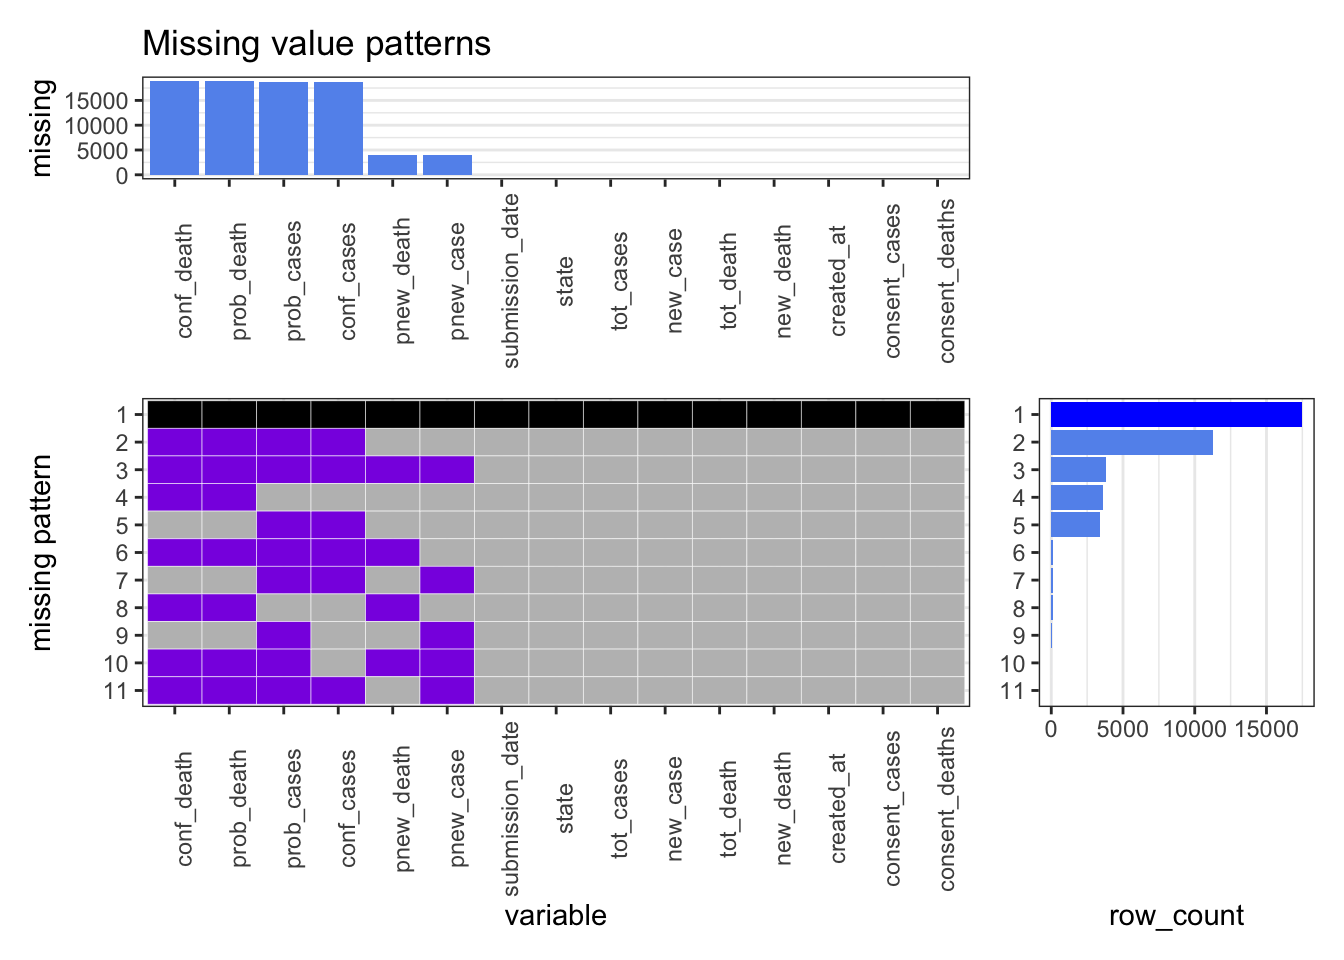 Missing value patterns
missing
15000
10000
5000
0
conf_death
prob_death
prob_cases
conf_cases
pnew_death
pnew_case
submission_date
state
tot_cases
new_case
tot_death
new_death
created_at
consent_cases
consent_deaths
missing pattern
1
2
3
4
5
6
7
8
9
10
11
conf_death
prob_death
prob_cases
conf_cases
pnew_death
pnew_case
submission_date
state
tot_cases
new_case
tot_death
new_death
created_at
consent_cases
consent_deaths
variable
1
2
3
4
5
6
7
8
9
10
11
0 5000 10000 15000
row_count